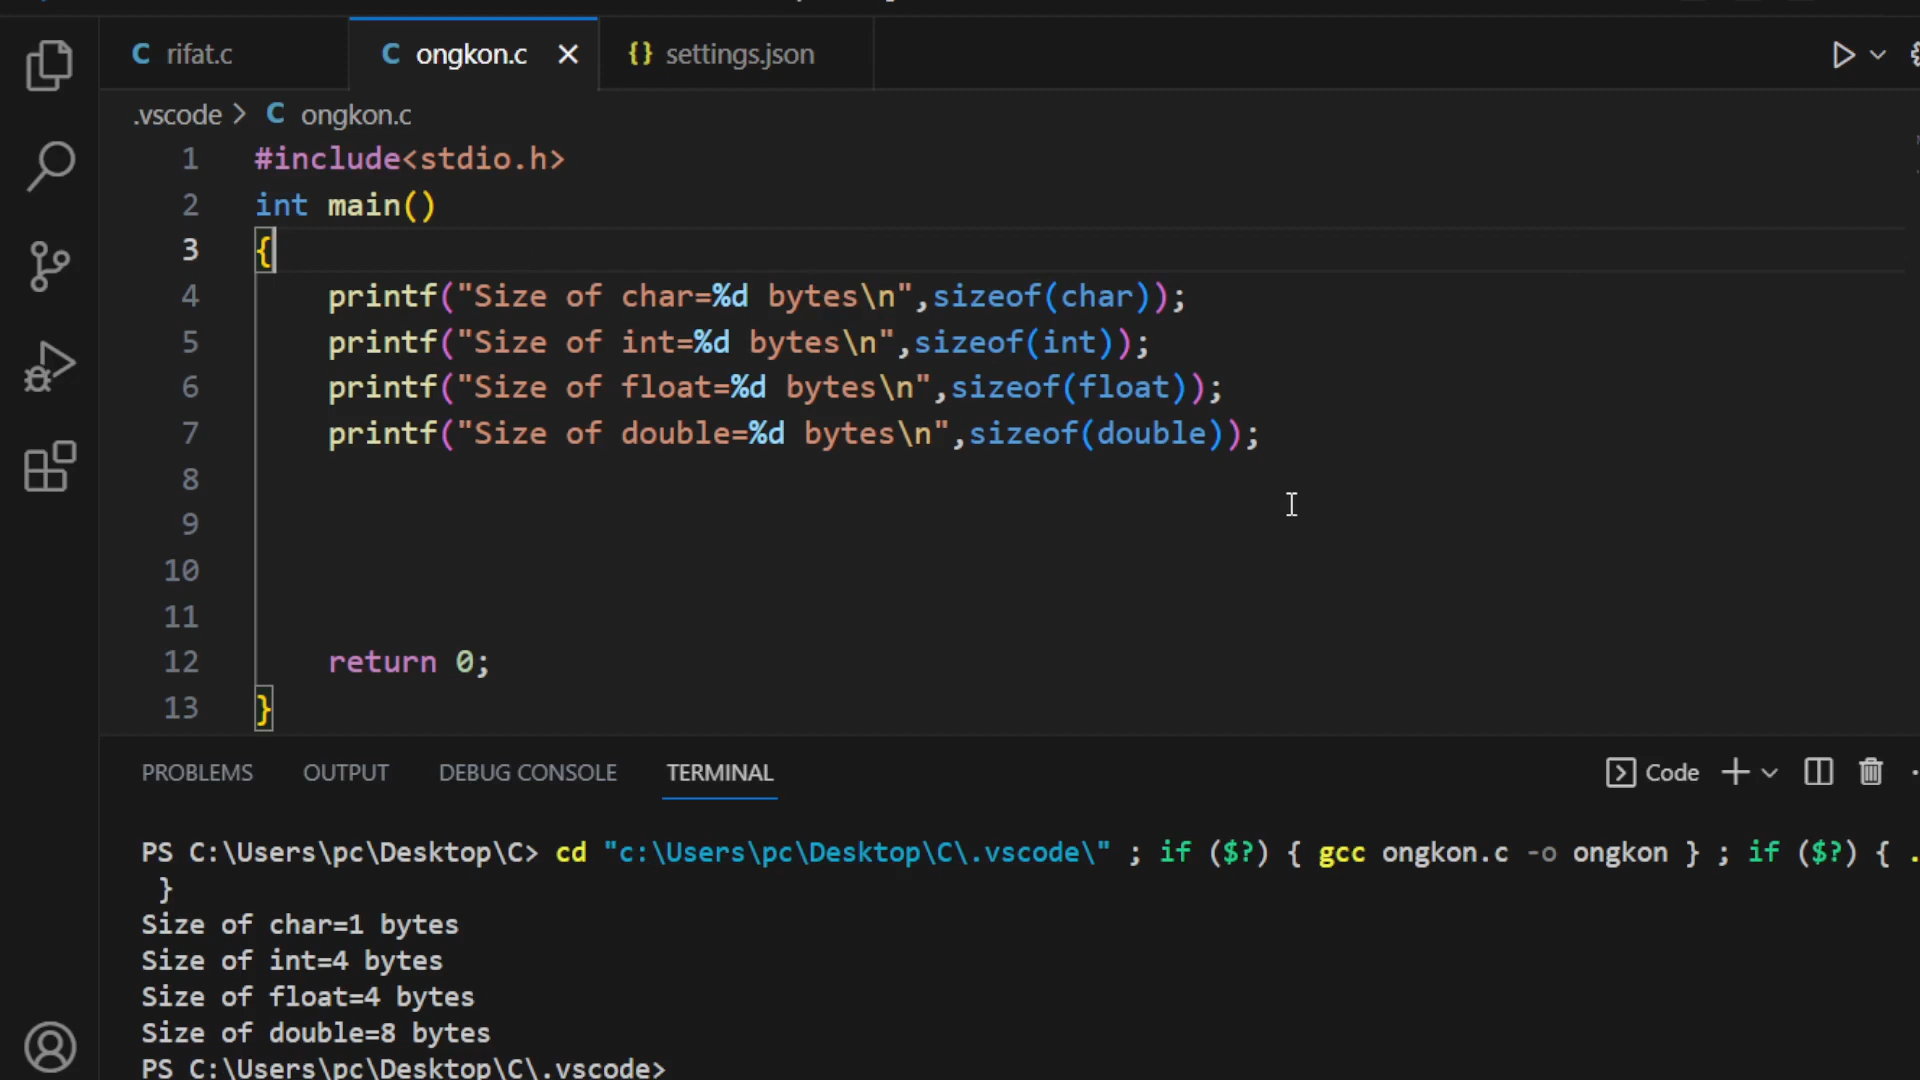 C rifat.c C ongkon.c {} settings.json
.vscode > C ongkon.c
1 #include<stdio.h>
2 int main()
3 {
4 printf("Size of char=%d bytes\n",sizeof(char));
5 printf("Size of int=%d bytes\n",sizeof(int));
6 printf("Size of float=%d bytes\n",sizeof(float));
7 printf("Size of double=%d bytes\n",sizeof(double));
8
9
10
11
12 return 0;
13 }
PROBLEMS OUTPUT DEBUG CONSOLE TERMINAL Code
PS C:\Users\pc\Desktop\C> cd "c:\Users\pc\Desktop\C\.vscode\" ; if ($?) { gcc ongkon.c -o ongkon } ; if ($?) { .
}
Size of char=1 bytes
Size of int=4 bytes
Size of float=4 bytes
Size of double=8 bytes
PS C:\Users\pc\Desktop\C\.vscode>